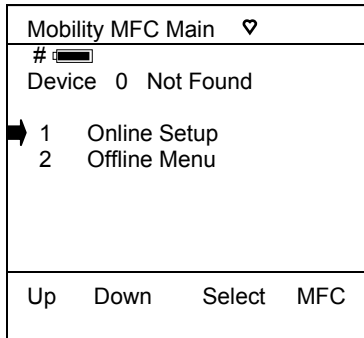 Mobility MFC Main ♡
#
Device 0 Not Found
1 Online Setup
2 Offline Menu
Up Down Select MFC